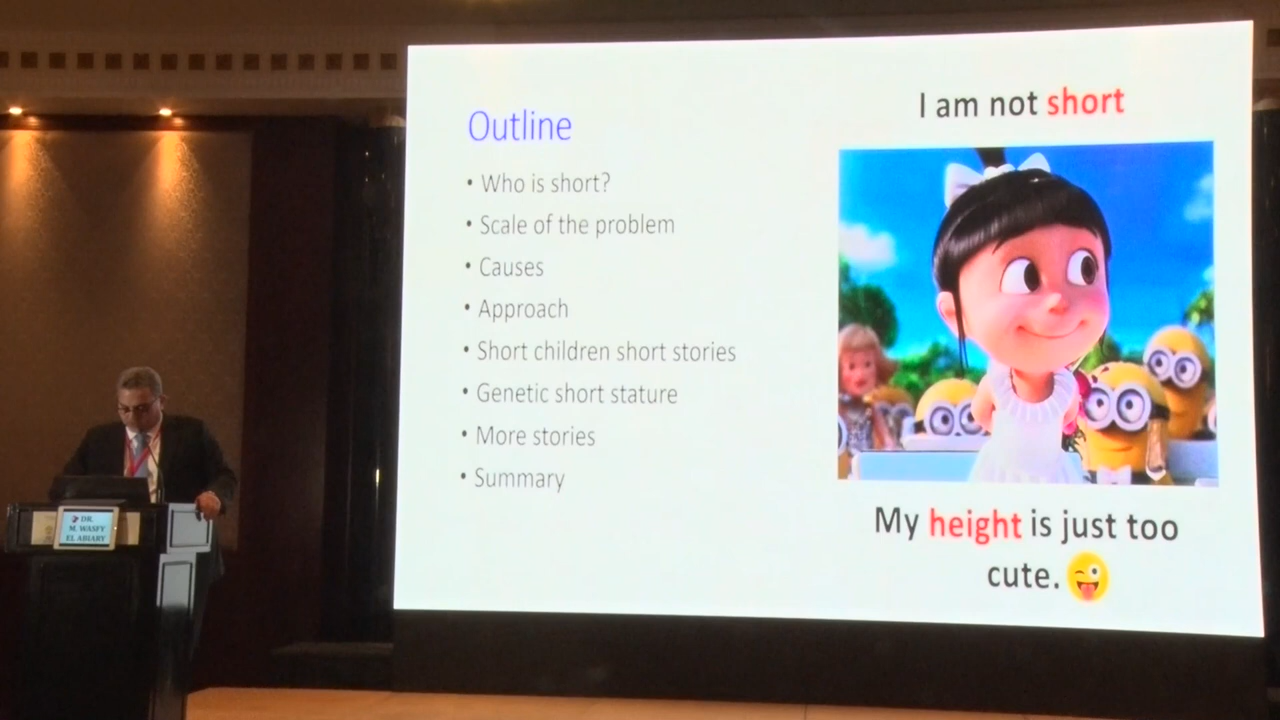 Outline
• Who is short?
• Scale of the problem
• Causes
• Approach
• Short children short stories
• Genetic short stature
• More stories
• Summary
I am not short
My height is just too
cute.😜
DR.
M. WASFY
EL ABIARY